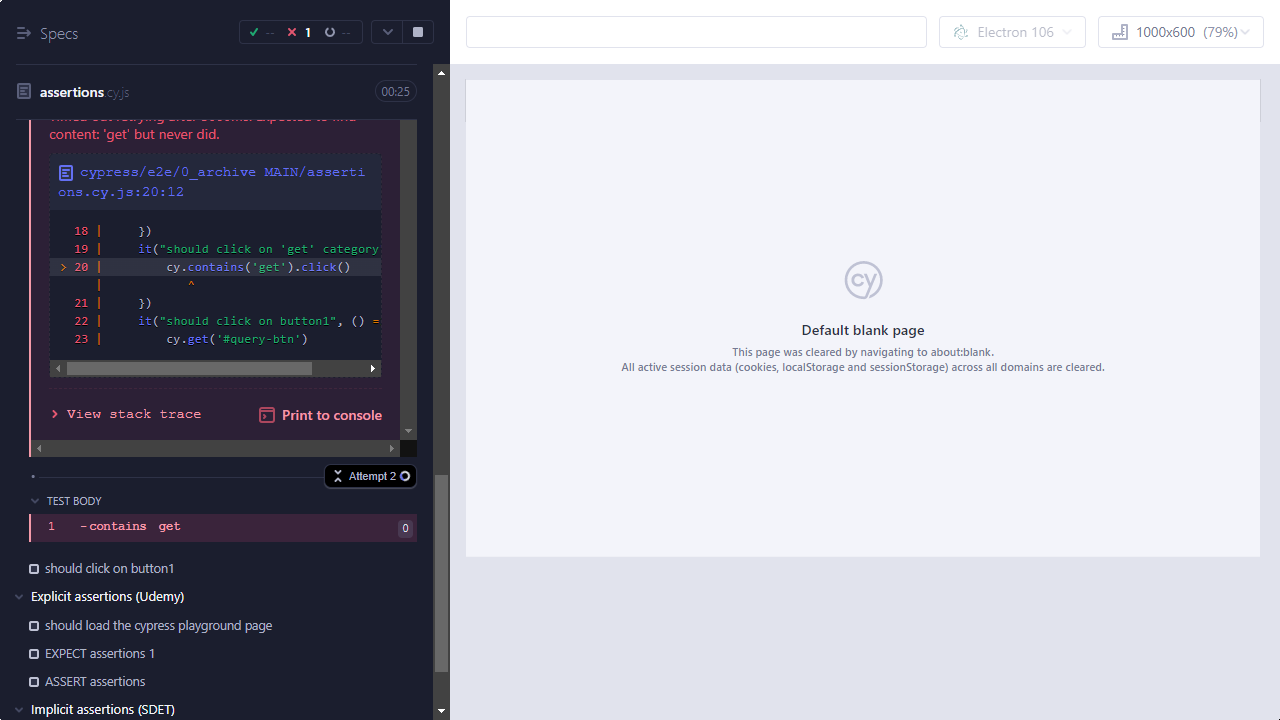 Specs
-- 1 --
Electron 106
1000x600 (79%)
assertions.cy.js
00:25
content: 'get' but never did.
cypress/e2e/0_archive MAIN/asserti
ons.cy.js:20:12
18 | })
19 | it("should click on 'get' category
> 20 | cy.contains('get').click()
| ^
21 | })
22 | it("should click on button1", () =
23 | cy.get('#query-btn')
View stack trace
Print to console
Attempt 2
TEST BODY
1 -contains get 0
should click on button1
Explicit assertions (Udemy)
should load the cypress playground page
EXPECT assertions 1
ASSERT assertions
Implicit assertions (SDET)
cy
Default blank page
This page was cleared by navigating to about:blank.
All active session data (cookies, localStorage and sessionStorage) across all domains are cleared.